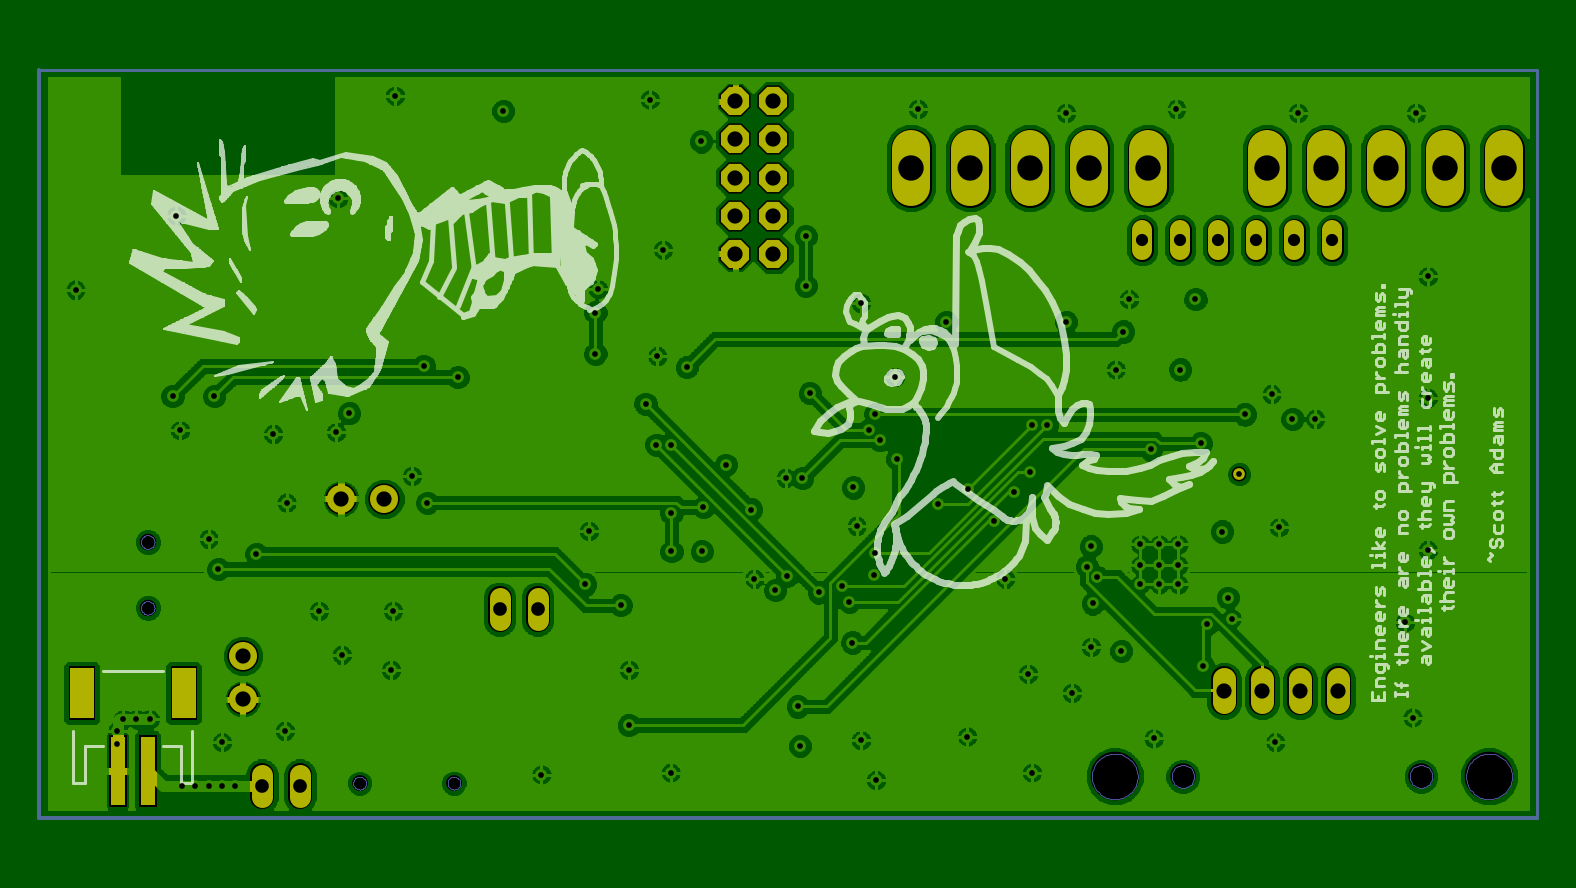 Engineers like to solve problems.
If there are no problems handily
available, they will create
their own problems.
~Scott Adams